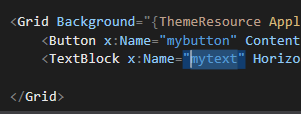 <Grid Background="{ThemeResource Appl
<Button x:Name="mybutton" Content
<TextBlock x:Name="mytext" Horizo
</Grid>